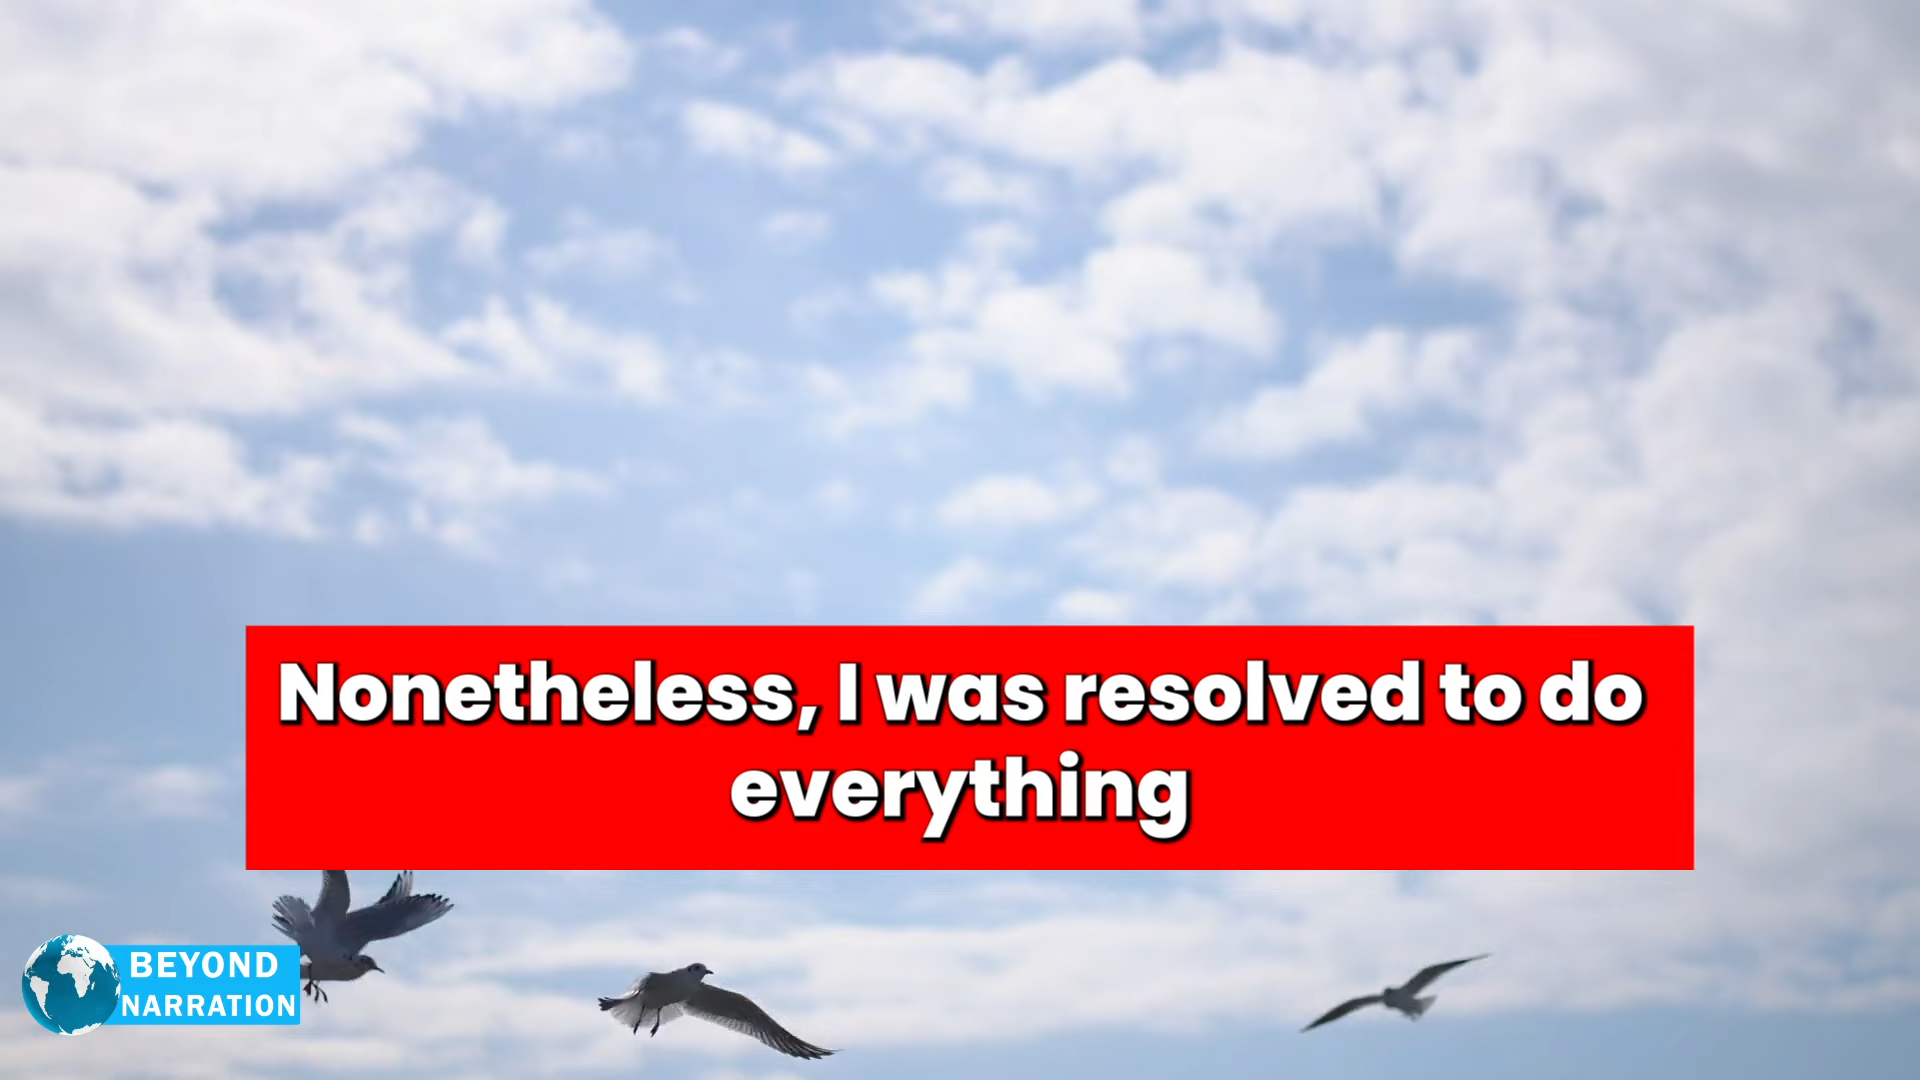 Nonetheless, I was resolved to do
everything
BEYOND
NARRATION